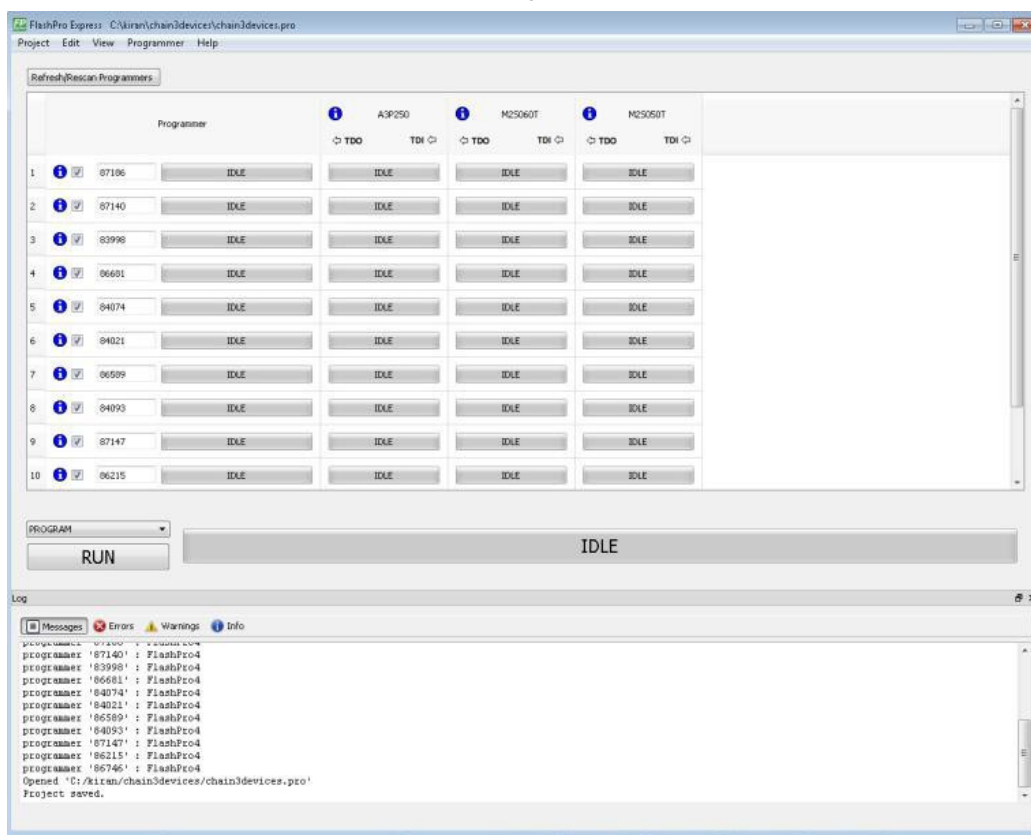 FlashPro Express C:\kiran\chain3devices\chain3devices.pro
Project Edit View Programmer Help
Refresh/Rescan Programmers
Programmer A3P250 M2S060T M2S050T
TDO TDI TDO TDI TDO TDI
1 87186 IDLE IDLE IDLE IDLE
2 87140 IDLE IDLE IDLE IDLE
3 83998 IDLE IDLE IDLE IDLE
4 86681 IDLE IDLE IDLE IDLE
5 84074 IDLE IDLE IDLE IDLE
6 84021 IDLE IDLE IDLE IDLE
7 86589 IDLE IDLE IDLE IDLE
8 84093 IDLE IDLE IDLE IDLE
9 87147 IDLE IDLE IDLE IDLE
10 86215 IDLE IDLE IDLE IDLE
PROGRAM
RUN IDLE
Log
Messages Errors Warnings Info
programmer '87186' : FlashPro4
programmer '87140' : FlashPro4
programmer '83998' : FlashPro4
programmer '86681' : FlashPro4
programmer '84074' : FlashPro4
programmer '84021' : FlashPro4
programmer '86589' : FlashPro4
programmer '84093' : FlashPro4
programmer '87147' : FlashPro4
programmer '86215' : FlashPro4
programmer '86746' : FlashPro4
Opened 'C:/kiran/chain3devices/chain3devices.pro'
Project saved.